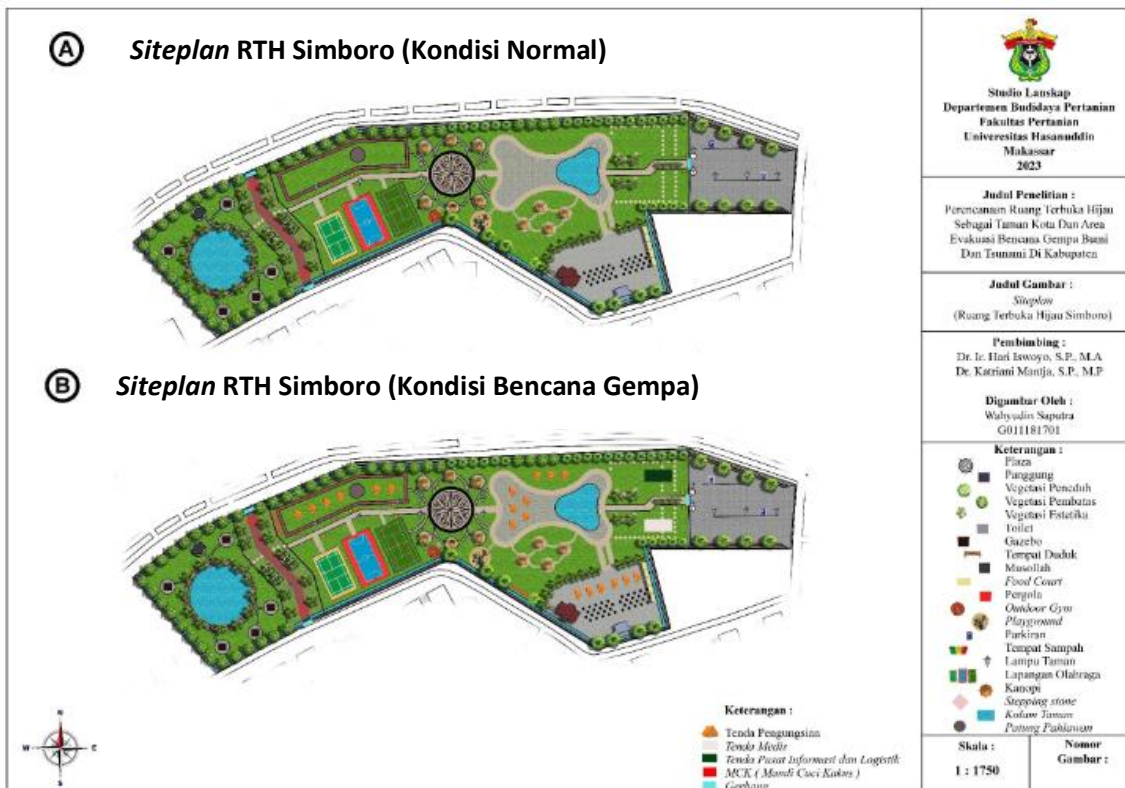 A Siteplan RTH Simboro (Kondisi Normal)
B Siteplan RTH Simboro (Kondisi Bencana Gempa)
N
W E
S
Keterangan :
Tenda Pengungsian
Tenda Medis
Tenda Pusat Informasi dan Logistik
MCK ( Mandi Cuci Kakus )
Gerbang
Studio Lanskap
Departemen Budidaya Pertanian
Fakultas Pertanian
Univeresitas Hasanuddin
Makassar
2023
Judul Penelitian :
Perencanaan Ruang Terbuka Hijau
Sebagai Taman Kota Dan Area
Evakuasi Bencana Gempa Bumi
Dan Tsunami Di Kabupaten
Judul Gambar :
Siteplan
(Ruang Terbuka Hijau Simboro)
Pembimbing :
Dr. Ir. Hari Iswoyo, S.P., M.A
Dr. Katriani Mantja, S.P., M.P
Digambar Oleh :
Wahyudin Saputra
G011181701
Keterangan :
Plaza
Panggung
Vegetasi Peneduh
Vegetasi Pembatas
Vegetasi Estetika
Toilet
Gazebo
Tempat Duduk
Musollah
Food Court
Pergola
Outdoor Gym
Playground
Parkiran
Tempat Sampah
Lampu Taman
Lapangan Olahraga
Kanopi
Stepping stone
Kolam Taman
Patung Pahlawan
Skala :
1 : 1750
Nomor
Gambar :